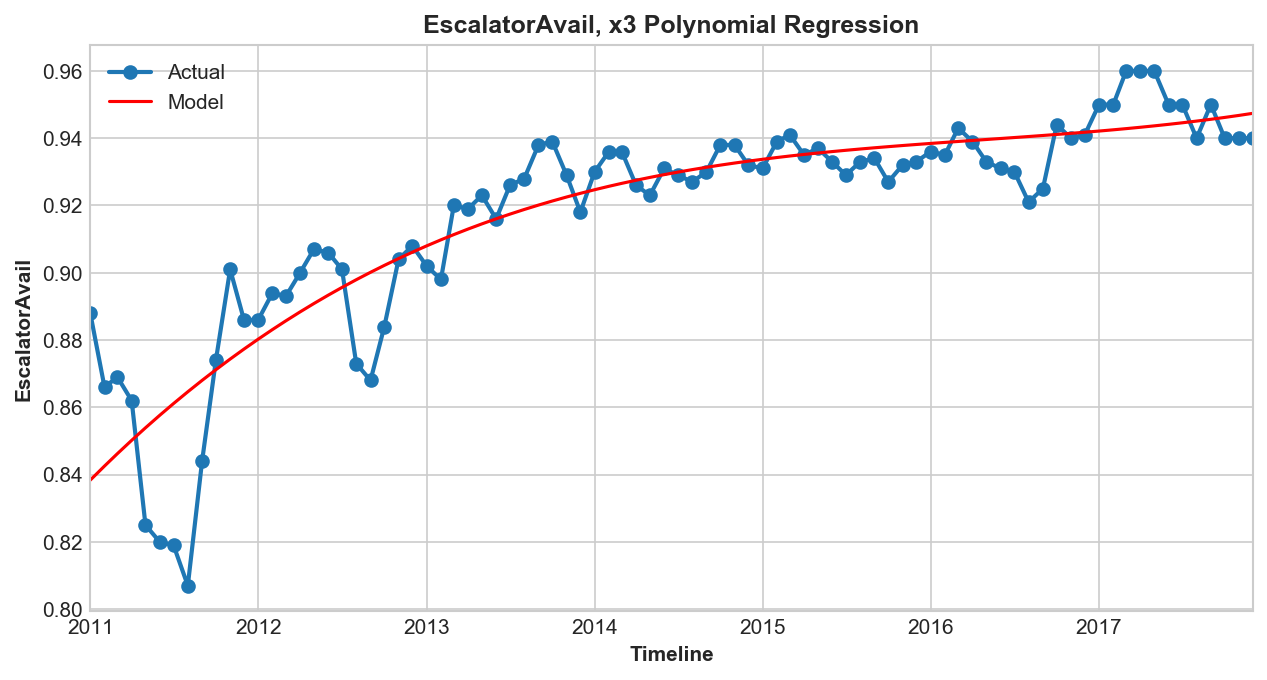 EscalatorAvail, x3 Polynomial Regression
Actual
Model
0.96
0.94
0.92
0.90
0.88
0.86
0.84
0.82
0.80
EscalatorAvail
2011 2012 2013 2014 2015 2016 2017
Timeline